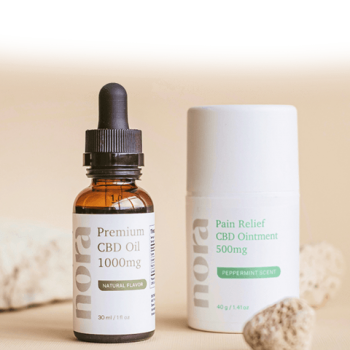 nora
Premium
CBD Oil
1000mg
NATURAL FLAVOR
30 ml / 1 fl oz
nora
Pain Relief
CBD Ointment
500mg
PEPPERMINT SCENT
40 g / 1.4 fl oz